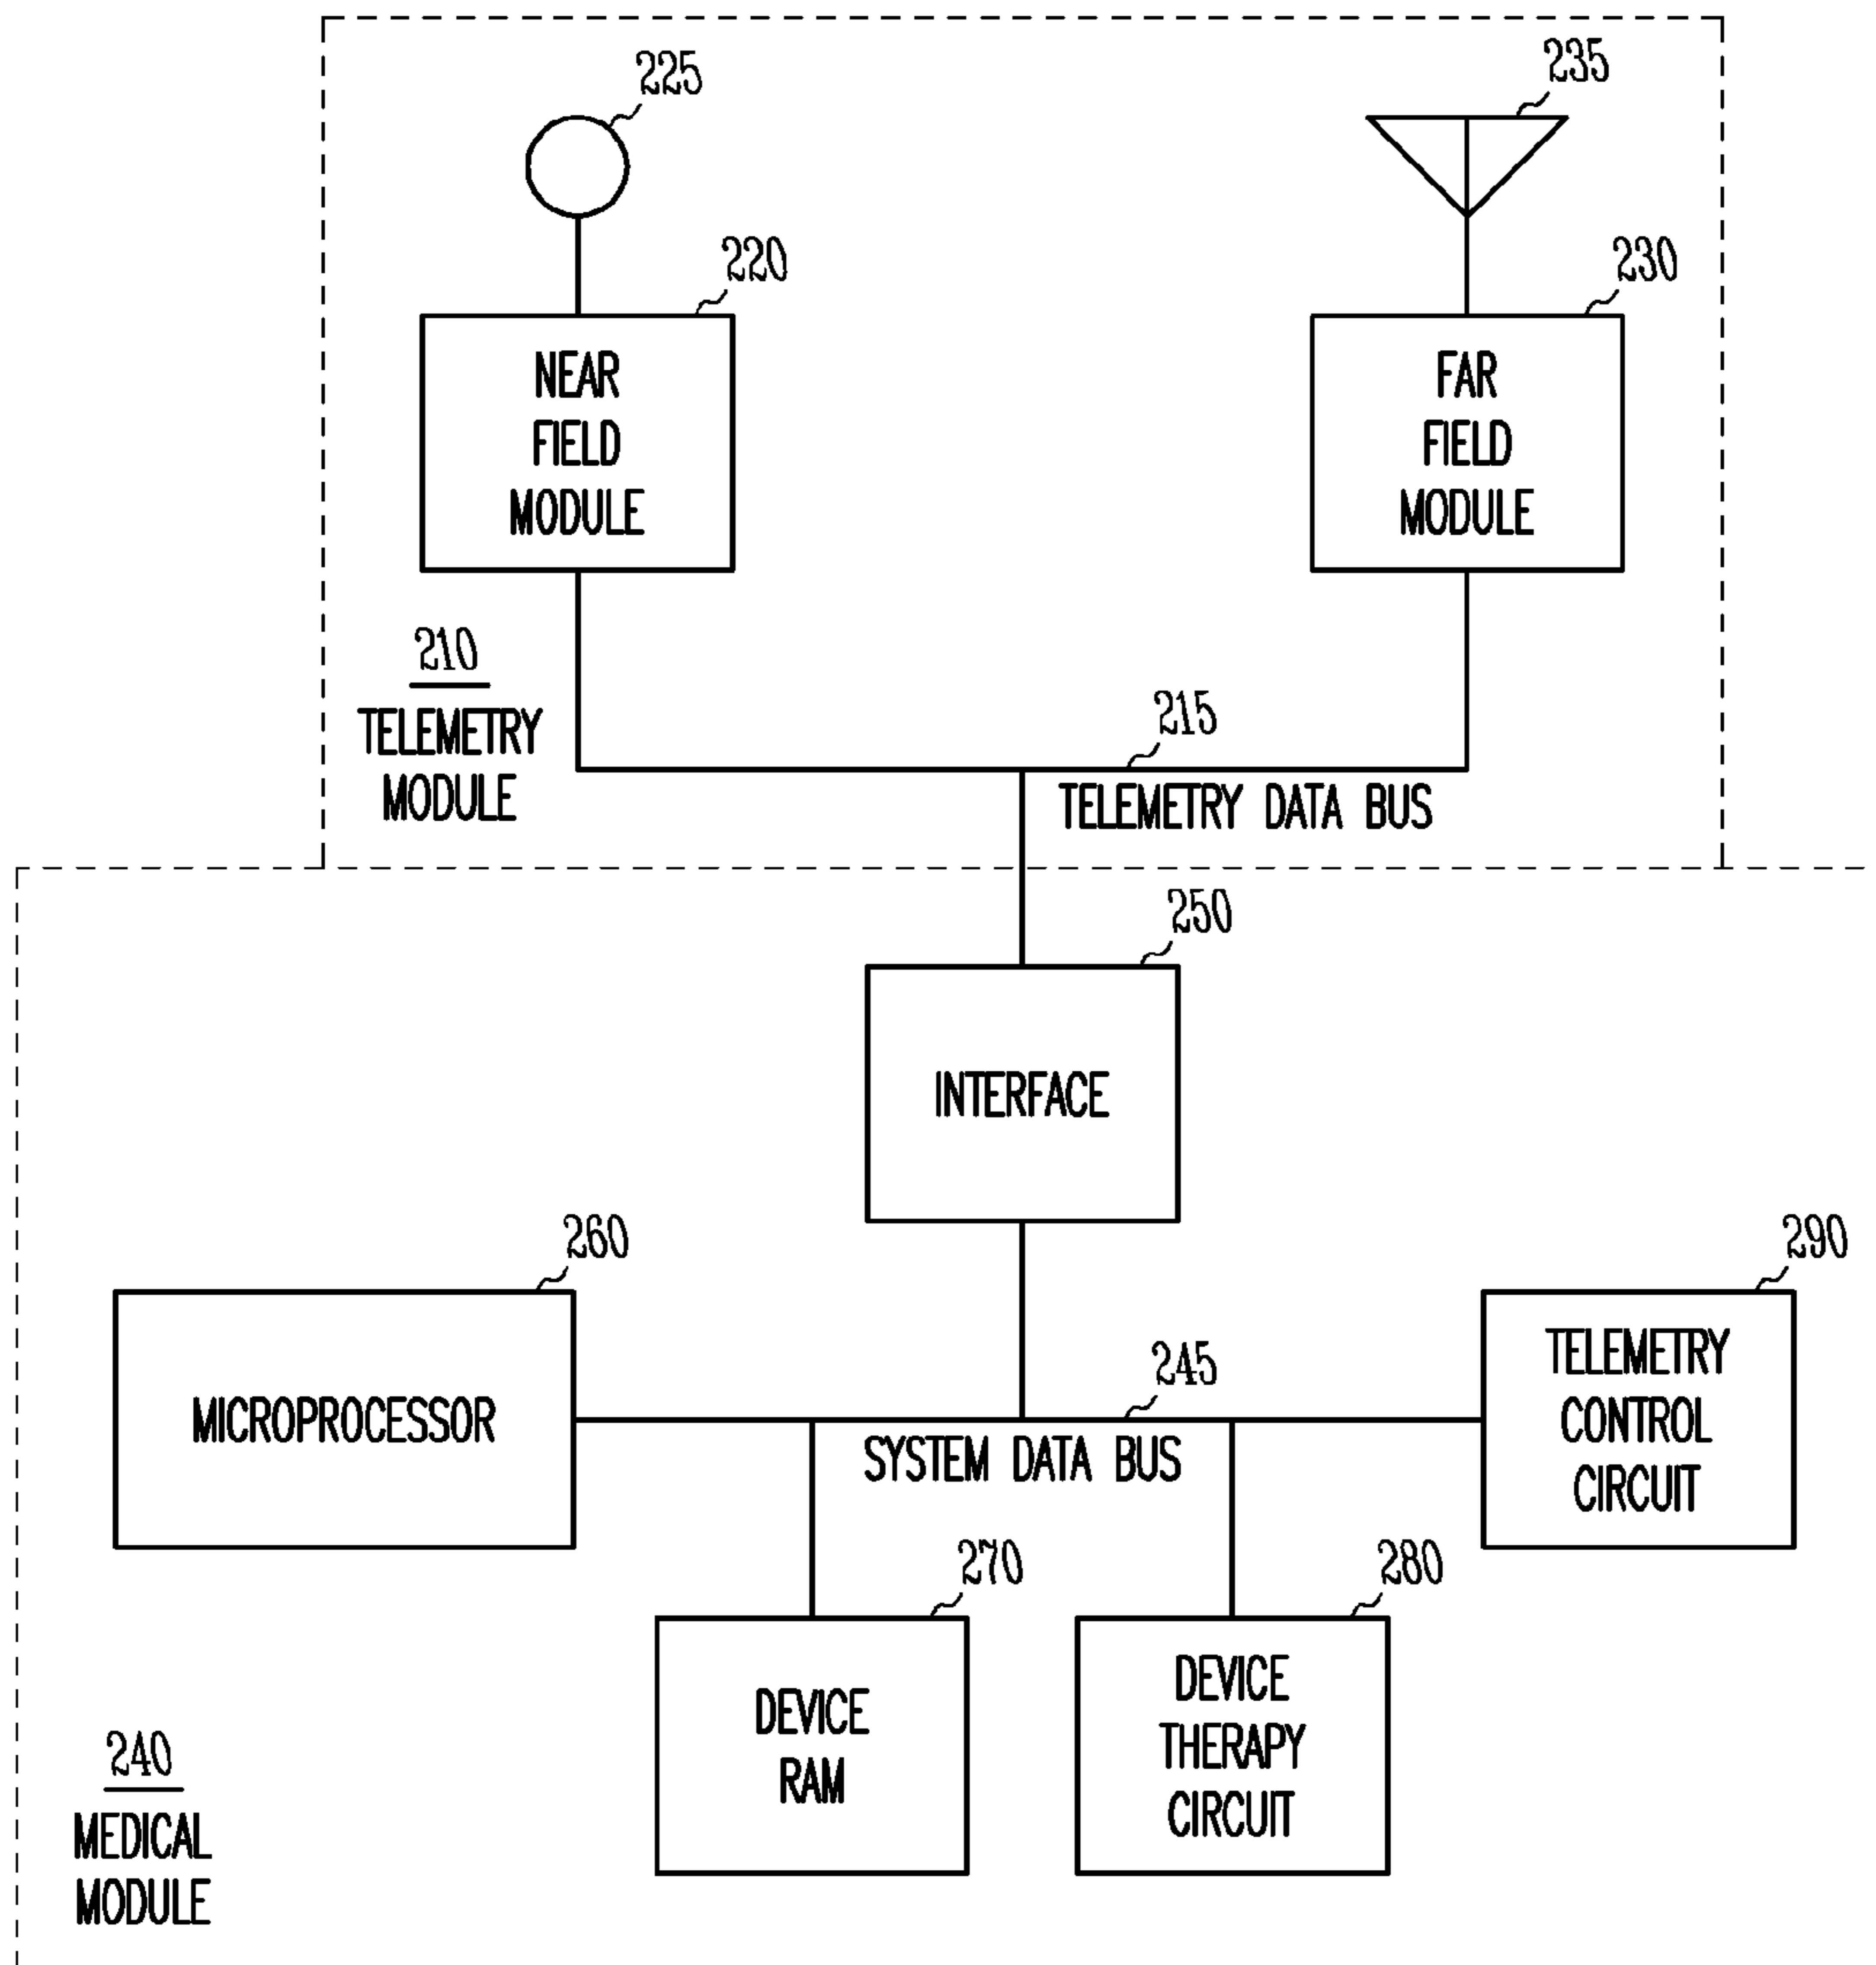 225
235
220
230
NEAR
FIELD
MODULE
FAR
FIELD
MODULE
210
TELEMETRY
MODULE
215
TELEMETRY DATA BUS
250
INTERFACE
260
290
MICROPROCESSOR
245
SYSTEM DATA BUS
TELEMETRY
CONTROL
CIRCUIT
270
280
DEVICE
RAM
DEVICE
THERAPY
CIRCUIT
240
MEDICAL
MODULE